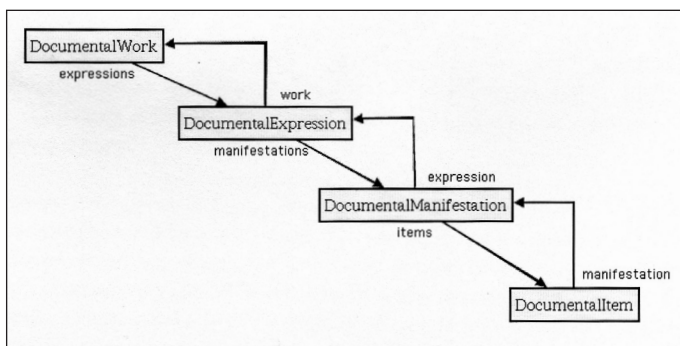 DocumentalWork
expressions
work
DocumentalExpression
manifestations
expression
DocumentalManifestation
items
manifestation
DocumentalItem